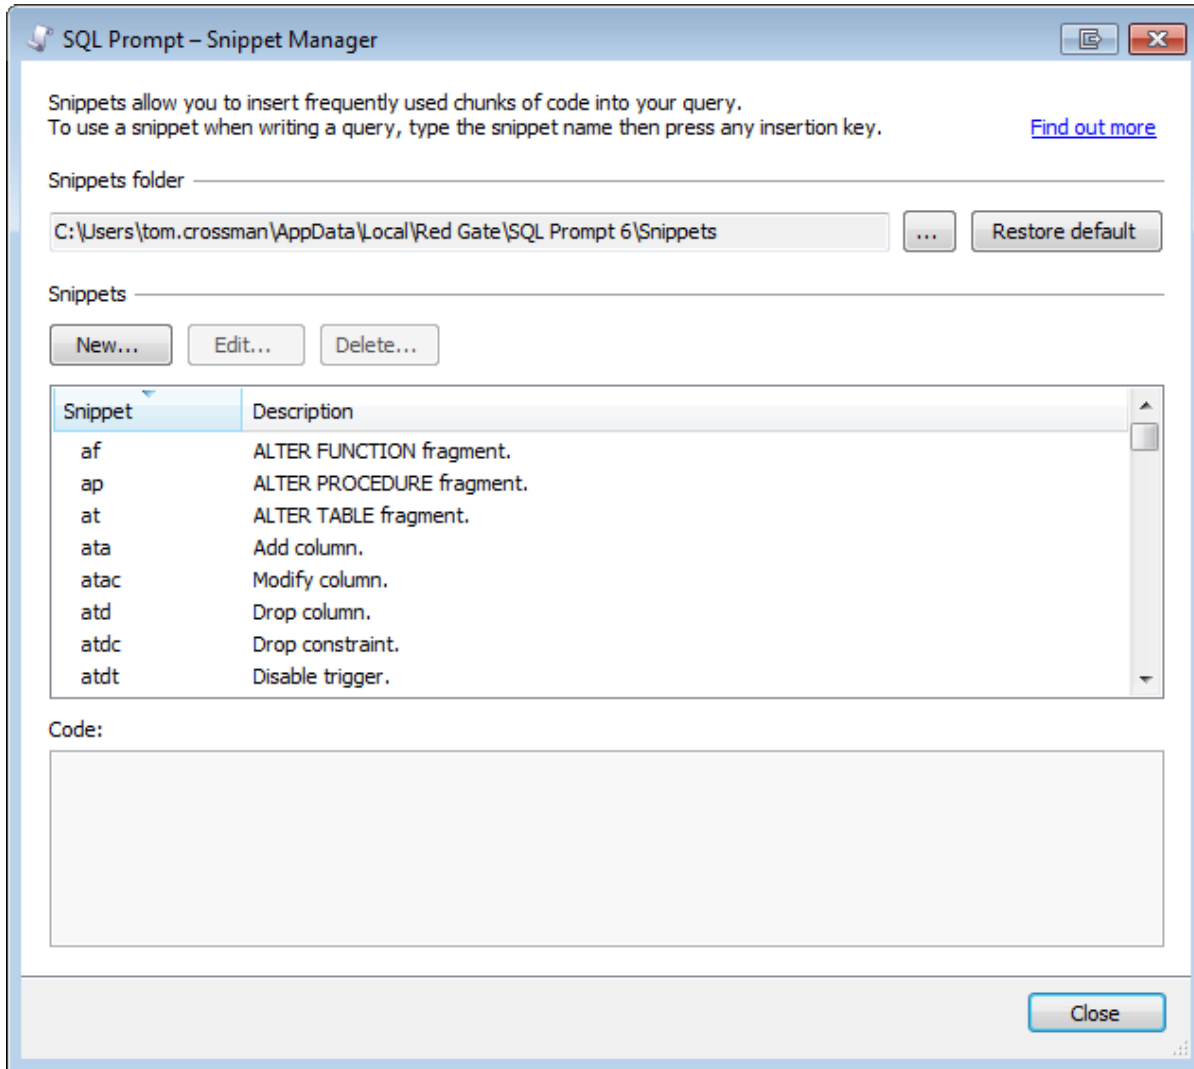 SQL Prompt – Snippet Manager
Snippets allow you to insert frequently used chunks of code into your query.
To use a snippet when writing a query, type the snippet name then press any insertion key. Find out more
Snippets folder
C:\Users\tom.crossman\AppData\Local\Red Gate\SQL Prompt 6\Snippets ... Restore default
Snippets
New... Edit... Delete...
Snippet Description
af ALTER FUNCTION fragment.
ap ALTER PROCEDURE fragment.
at ALTER TABLE fragment.
ata Add column.
atac Modify column.
atd Drop column.
atdc Drop constraint.
atdt Disable trigger.
Code:
Close